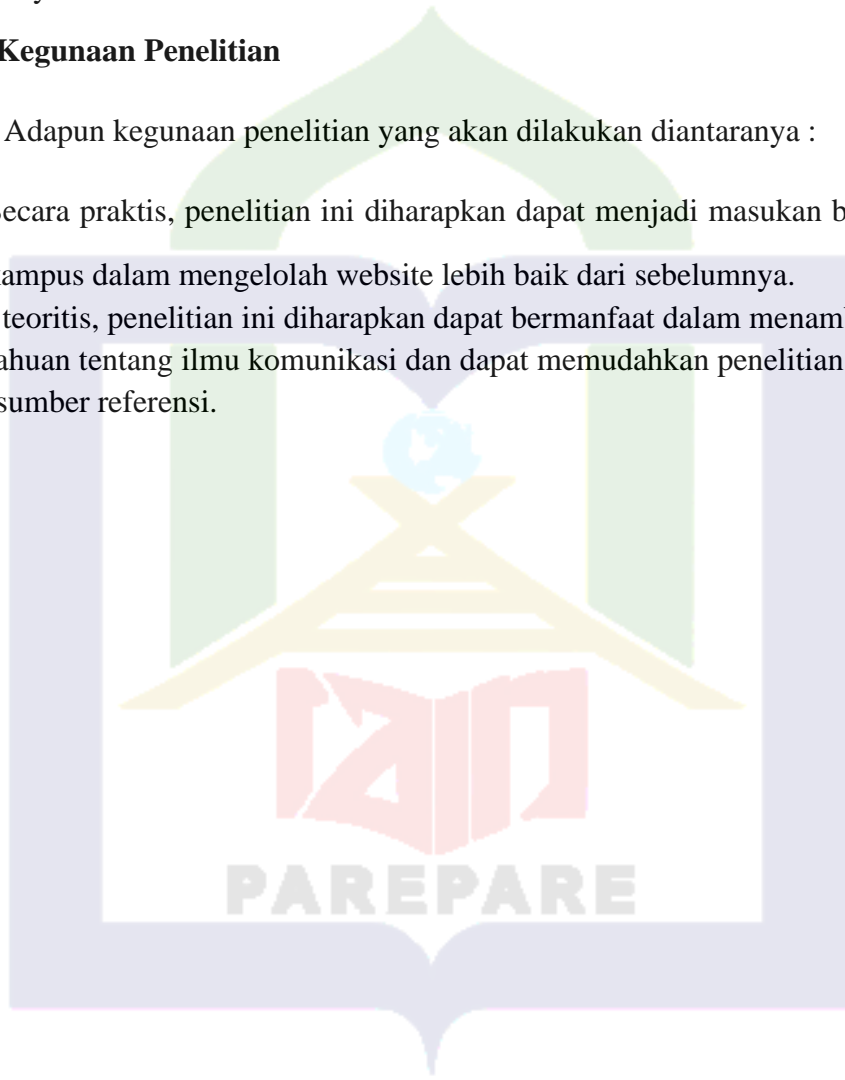 Kegunaan Penelitian
Adapun kegunaan penelitian yang akan dilakukan diantaranya :
ecara praktis, penelitian ini diharapkan dapat menjadi masukan b
ampus dalam mengelolah website lebih baik dari sebelumnya.
teoritis, penelitian ini diharapkan dapat bermanfaat dalam menam
ahuan tentang ilmu komunikasi dan dapat memudahkan penelitian
sumber referensi.
iain
PAREPARE